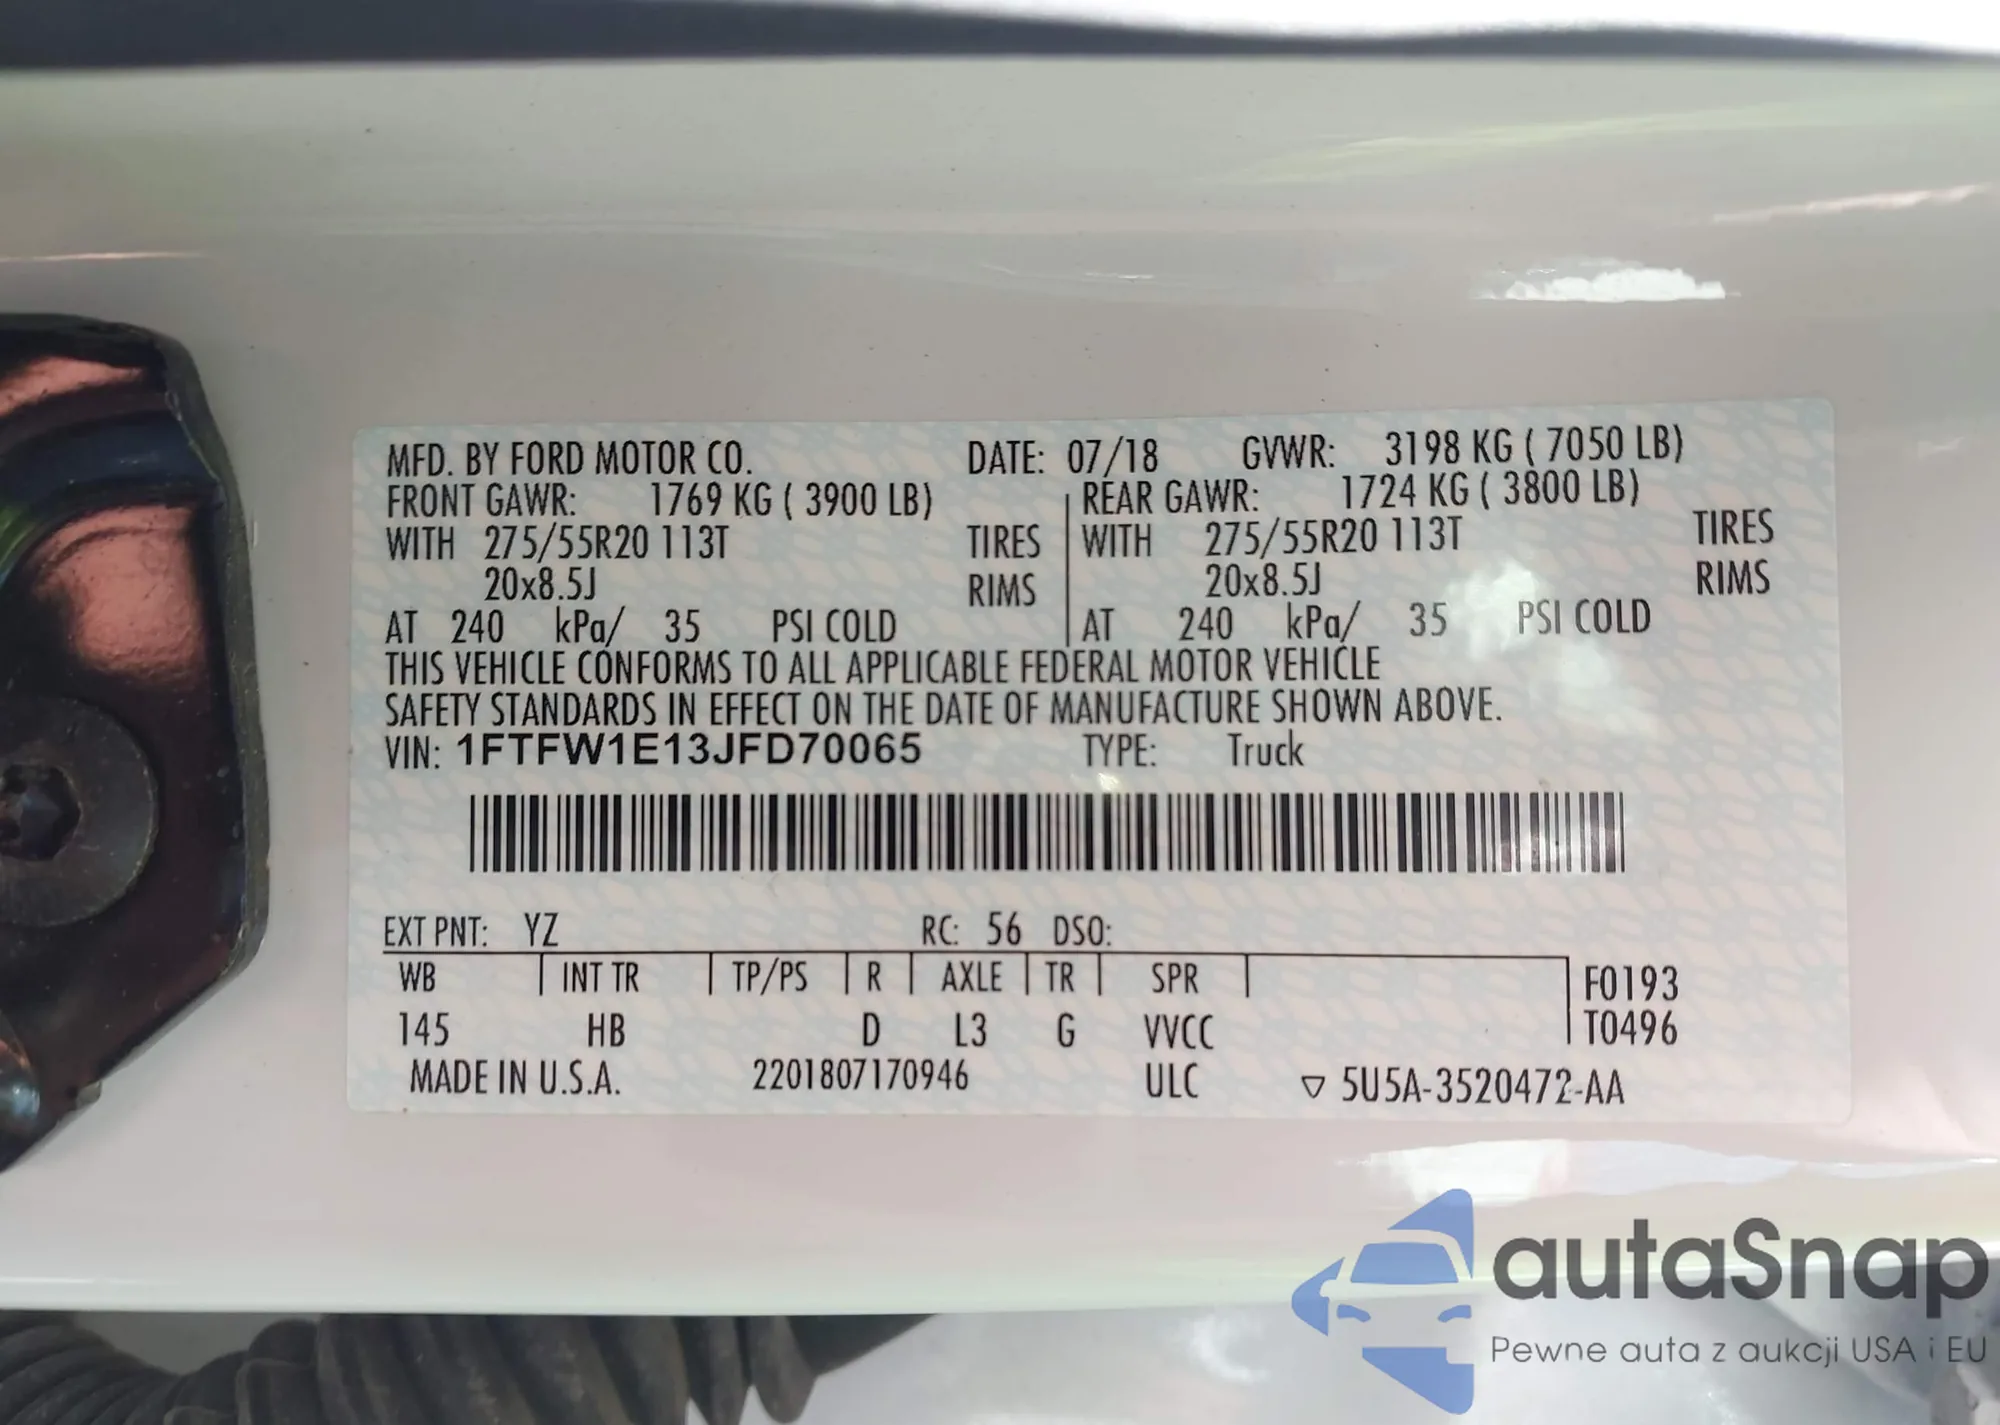 MFD. BY FORD MOTOR CO. DATE: 07/18 GVWR: 3198 KG ( 7050 LB)
FRONT GAWR: 1769 KG ( 3900 LB) REAR GAWR: 1724 KG ( 3800 LB)
WITH 275/55R20 113T TIRES WITH 275/55R20 113T TIRES
20x8.5J RIMS 20x8.5J RIMS
AT 240 kPa/ 35 PSI COLD AT 240 kPa/ 35 PSI COLD
THIS VEHICLE CONFORMS TO ALL APPLICABLE FEDERAL MOTOR VEHICLE
SAFETY STANDARDS IN EFFECT ON THE DATE OF MANUFACTURE SHOWN ABOVE.
VIN: 1FTFW1E13JFD70065 TYPE: Truck
EXT PNT: YZ RC: 56 DSO:
WB INT TR TP/PS R AXLE TR SPR F0193
145 HB D L3 G VVCC T0496
MADE IN U.S.A. 2201807170946 ULC ▽ 5U5A-3520472-AA
autaSnap
Pewne auta z aukcji USA i EU